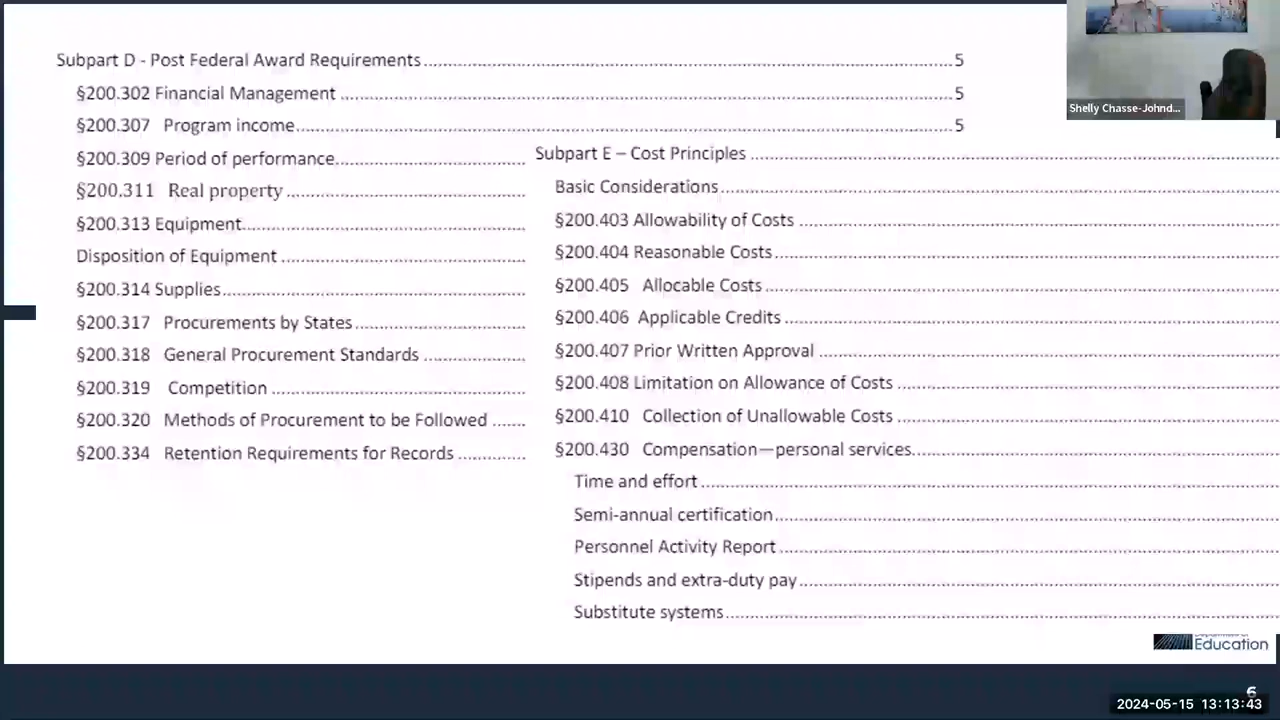 Subpart D - Post Federal Award Requirements 5
§200.302 Financial Management 5
§200.307 Program income 5
§200.309 Period of performance
§200.311 Real property
§200.313 Equipment
Disposition of Equipment
§200.314 Supplies
§200.317 Procurements by States
§200.318 General Procurement Standards
§200.319 Competition
§200.320 Methods of Procurement to be Followed
§200.334 Retention Requirements for Records
Subpart E – Cost Principles
Basic Considerations
§200.403 Allowability of Costs
§200.404 Reasonable Costs
§200.405 Allocable Costs
§200.406 Applicable Credits
§200.407 Prior Written Approval
§200.408 Limitation on Allowance of Costs
§200.410 Collection of Unallowable Costs
§200.430 Compensation—personal services
Time and effort
Semi-annual certification
Personnel Activity Report
Stipends and extra-duty pay
Substitute systems
Shelly Chasse-Johnd...
Education
6
2024-05-15 13:13:43